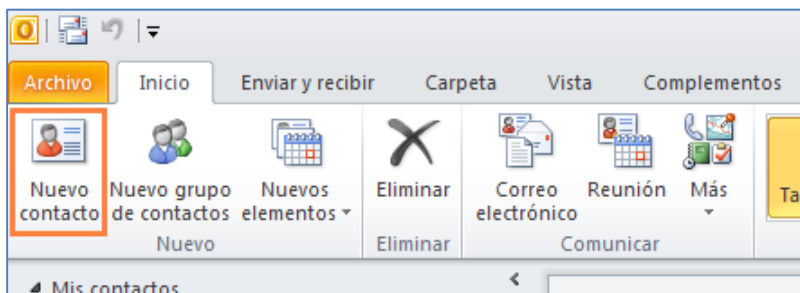 Archivo Inicio Enviar y recibir Carpeta Vista Complementos
Nuevo contacto
Nuevo grupo de contactos
Nuevos elementos
Eliminar
Correo electrónico
Reunión
Más
Nuevo Eliminar Comunicar
Mis contactos